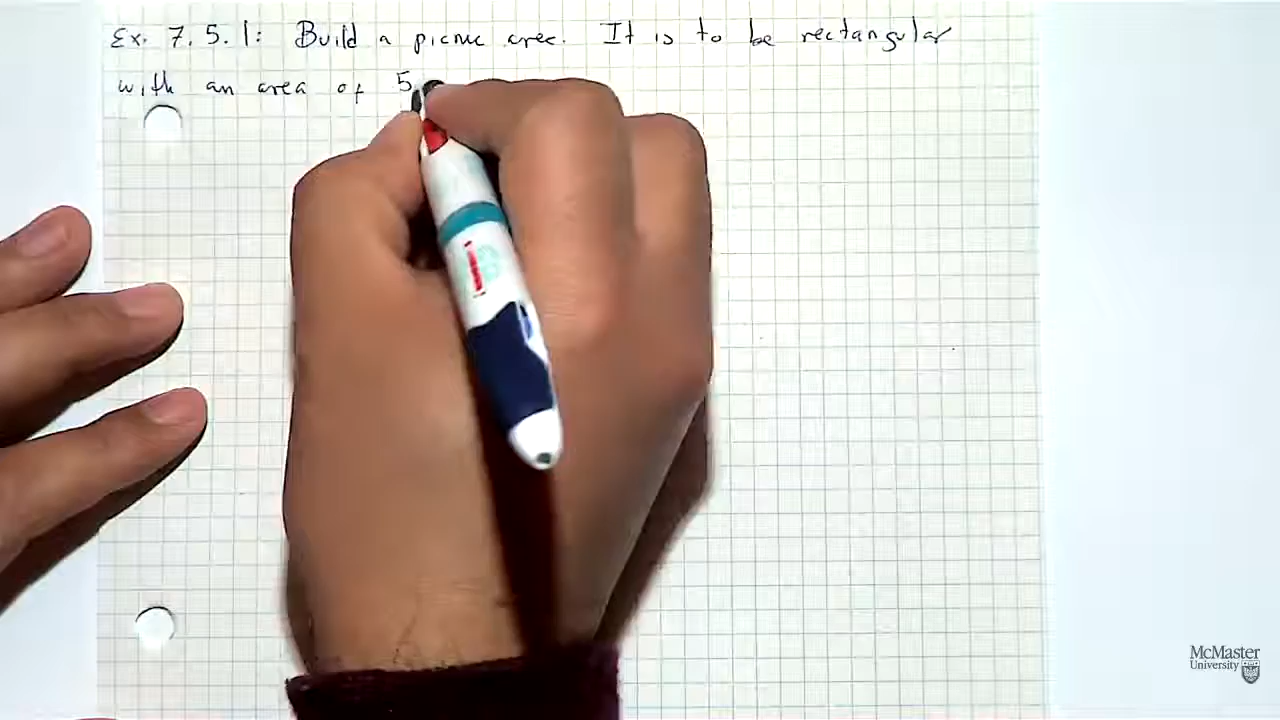 Ex. 7.5.1: Build a picnic area. It is to be rectangular
with an area of 5
McMaster
University